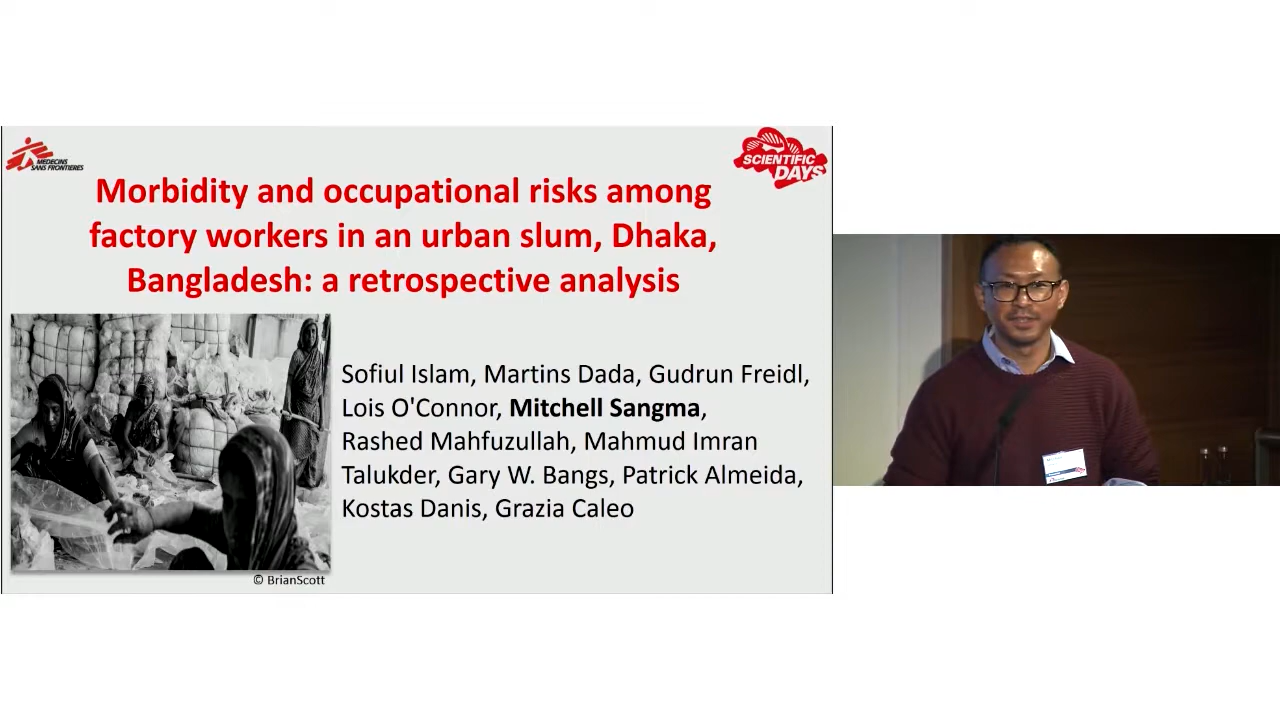 MEDECINS
SANS FRONTIERES
SCIENTIFIC
DAYS
Morbidity and occupational risks among
factory workers in an urban slum, Dhaka,
Bangladesh: a retrospective analysis
Sofiul Islam, Martins Dada, Gudrun Freidl,
Lois O'Connor, Mitchell Sangma,
Rashed Mahfuzullah, Mahmud Imran
Talukder, Gary W. Bangs, Patrick Almeida,
Kostas Danis, Grazia Caleo
© BrianScott